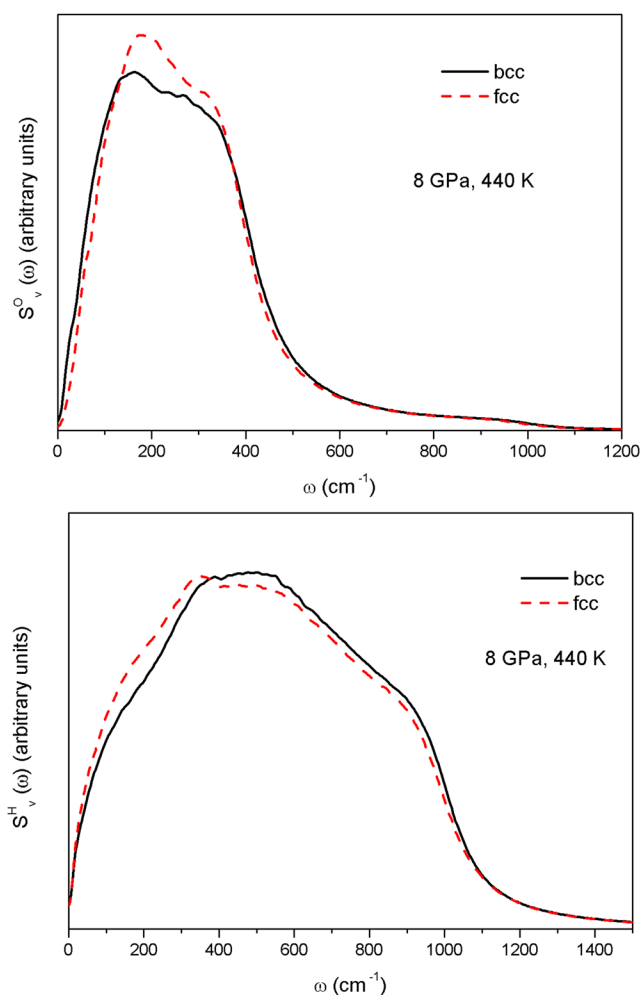 bcc
fcc
8 GPa, 440 K
S^O_v (ω) (arbitrary units)
0 200 400 600 800 1000 1200
ω (cm^-1)
bcc
fcc
8 GPa, 440 K
S^H_v (ω) (arbitrary units)
0 200 400 600 800 1000 1200 1400
ω (cm^-1)